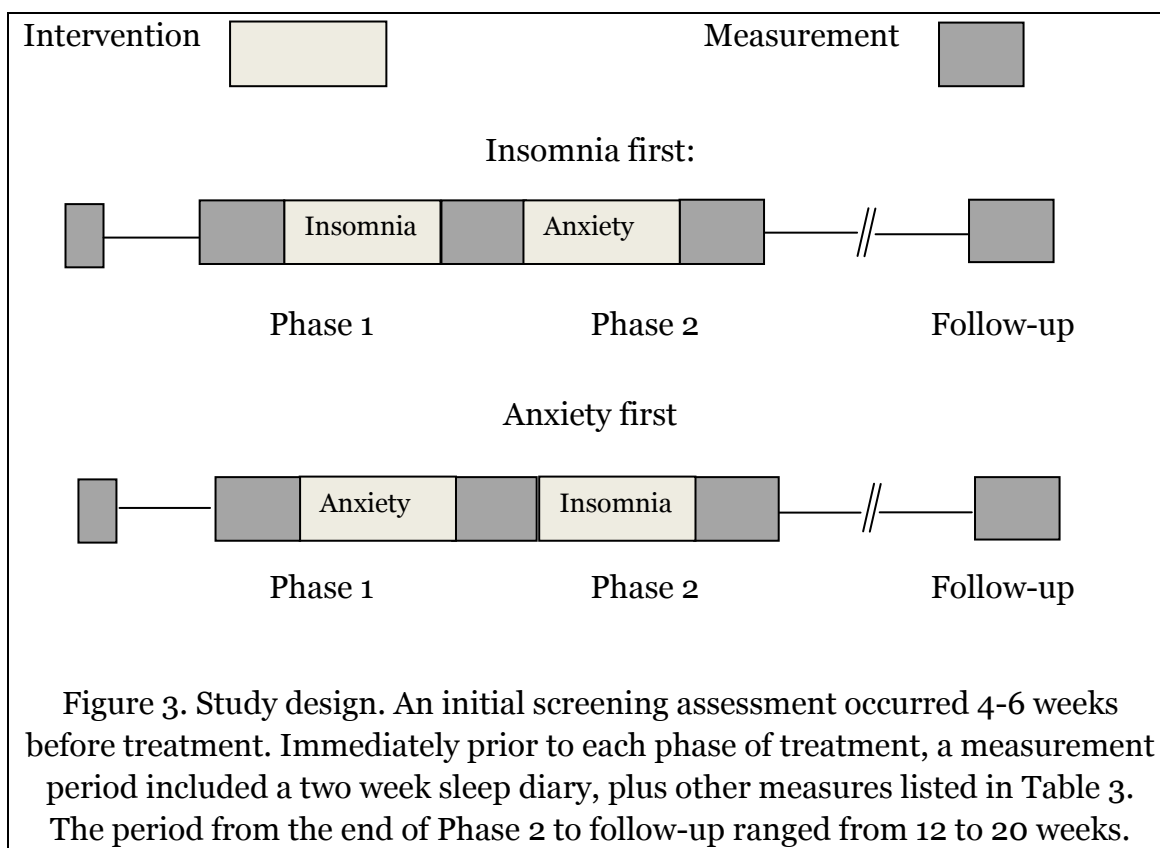 Intervention Measurement
Insomnia first:
Insomnia Anxiety
Phase 1 Phase 2 Follow-up
Anxiety first
Anxiety Insomnia
Phase 1 Phase 2 Follow-up
Figure 3. Study design. An initial screening assessment occurred 4-6 weeks
before treatment. Immediately prior to each phase of treatment, a measurement
period included a two week sleep diary, plus other measures listed in Table 3.
The period from the end of Phase 2 to follow-up ranged from 12 to 20 weeks.